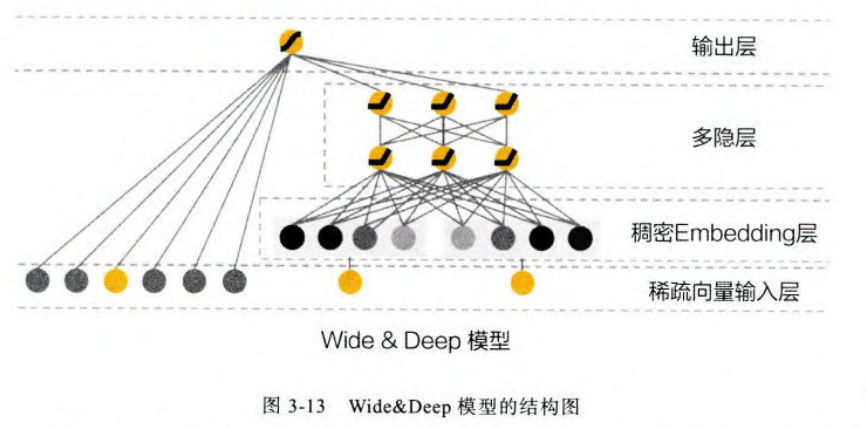 输出层
多隐层
稠密Embedding层
稀疏向量输入层
Wide & Deep 模型
图 3-13 Wide&Deep 模型的结构图